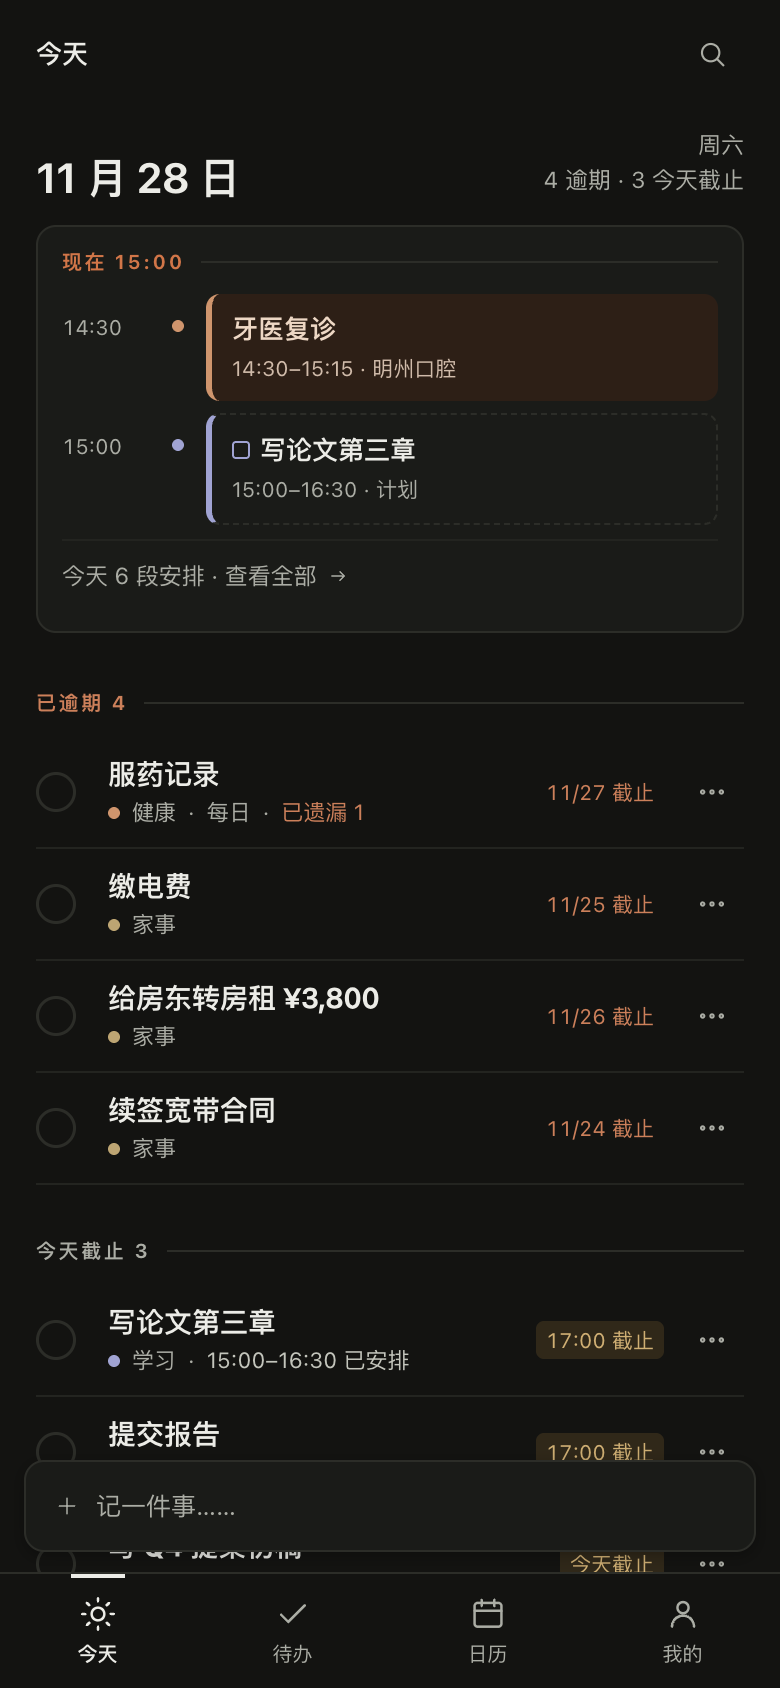 今天
周六
11 月 28 日
4 逾期 · 3 今天截止
现在 15:00
14:30
牙医复诊
14:30–15:15 · 明州口腔
15:00
写论文第三章
15:00–16:30 · 计划
今天 6 段安排 · 查看全部 →
已逾期 4
服药记录
健康 · 每日 · 已遗漏 1
11/27 截止
缴电费
家事
11/25 截止
给房东转房租 ¥3,800
家事
11/26 截止
续签宽带合同
家事
11/24 截止
今天截止 3
写论文第三章
学习 · 15:00–16:30 已安排
17:00 截止
提交报告
17:00 截止
记一件事……
今天截止
今天
待办
日历
我的